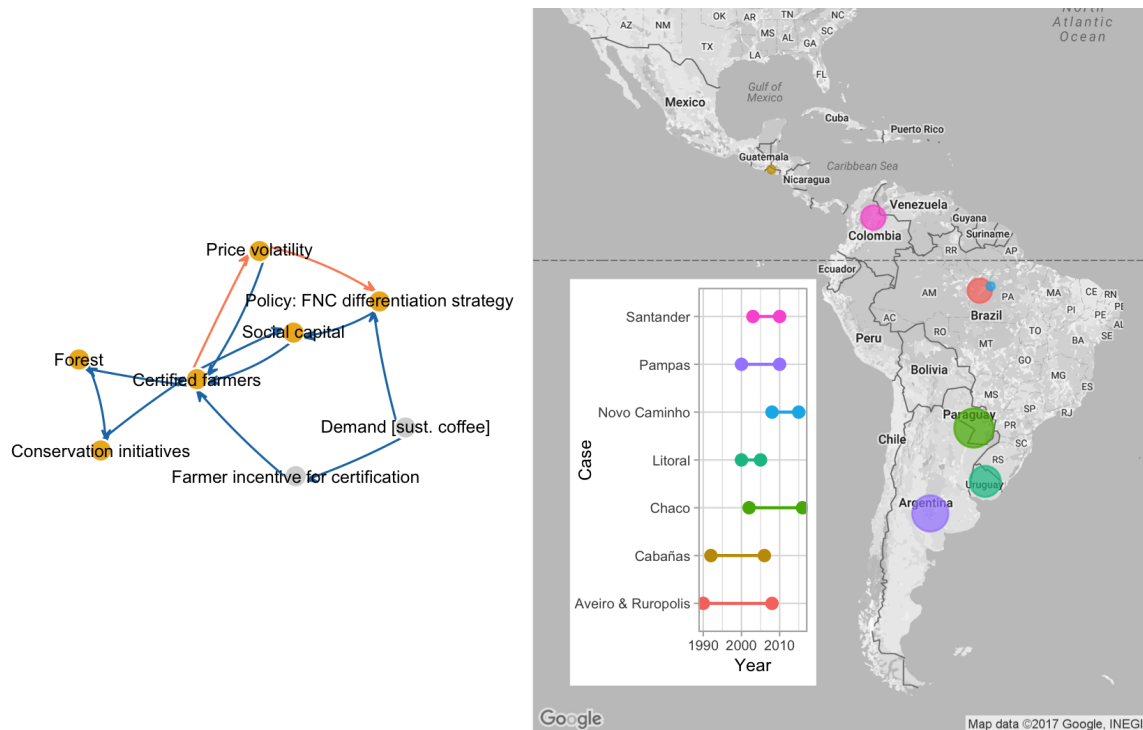 Price volatility
Policy: FNC differentiation strategy
Social capital
Forest
Certified farmers
Demand [sust. coffee]
Conservation initiatives
Farmer incentive for certification
North
Atlantic
Ocean
AZ
NM
OK
AR
TN
NC
TX
MS
AL
SC
GA
LA
FL
Gulf of
Mexico
Mexico
Cuba
Puerto Rico
Guatemala
Caribbean Sea
Nicaragua
Venezuela
Guyana
Colombia
Suriname
RR
AP
Ecuador
AM
PA
MA
CE
RN
PI
PE
AL
SE
Brazil
AC
RO
TO
BA
Peru
MT
GO
Bolivia
MG
ES
MS
SP
RJ
Paraguay
PR
SC
Chile
RS
Uruguay
Argentina
Case
Santander
Pampas
Novo Caminho
Litoral
Chaco
Cabañas
Aveiro & Ruropolis
1990 2000 2010
Year
Google
Map data ©2017 Google, INEGI